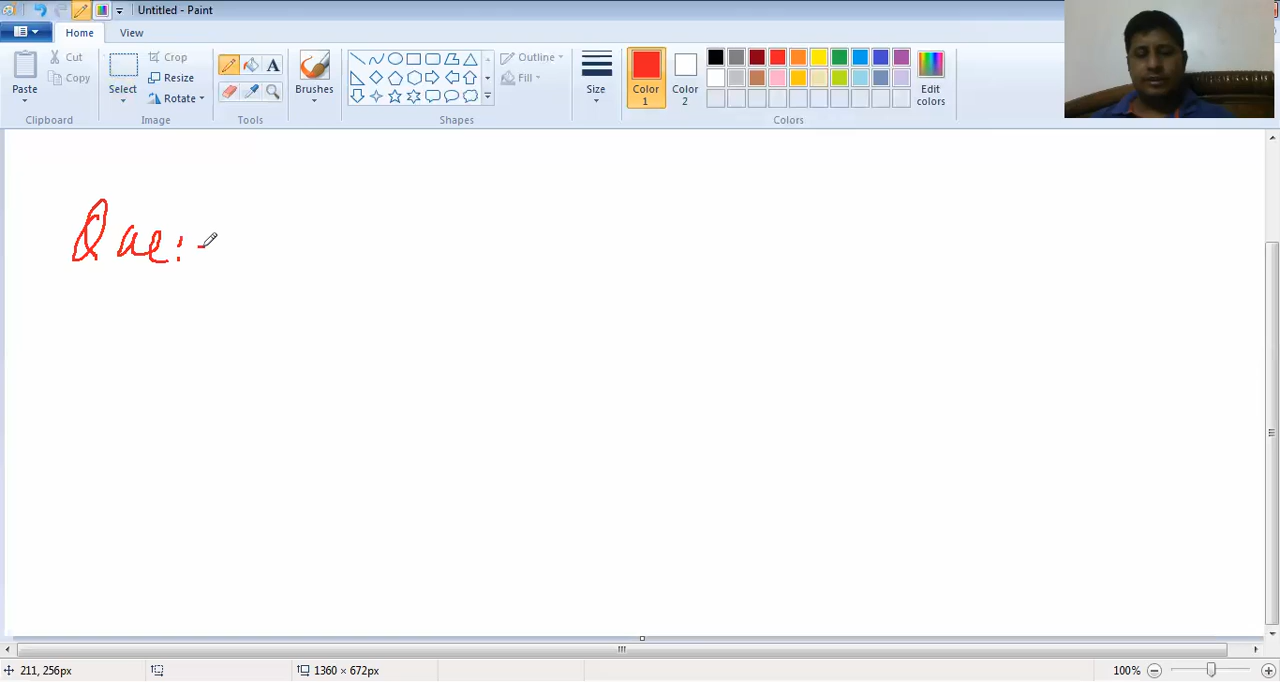 Untitled - Paint
Home
View
Paste
Cut
Copy
Clipboard
Select
Crop
Resize
Rotate
Image
Tools
Brushes
Outline
Fill
Shapes
Size
Color 1
Color 2
Edit colors
Colors
Que:-
211, 256px
1360 × 672px
100%